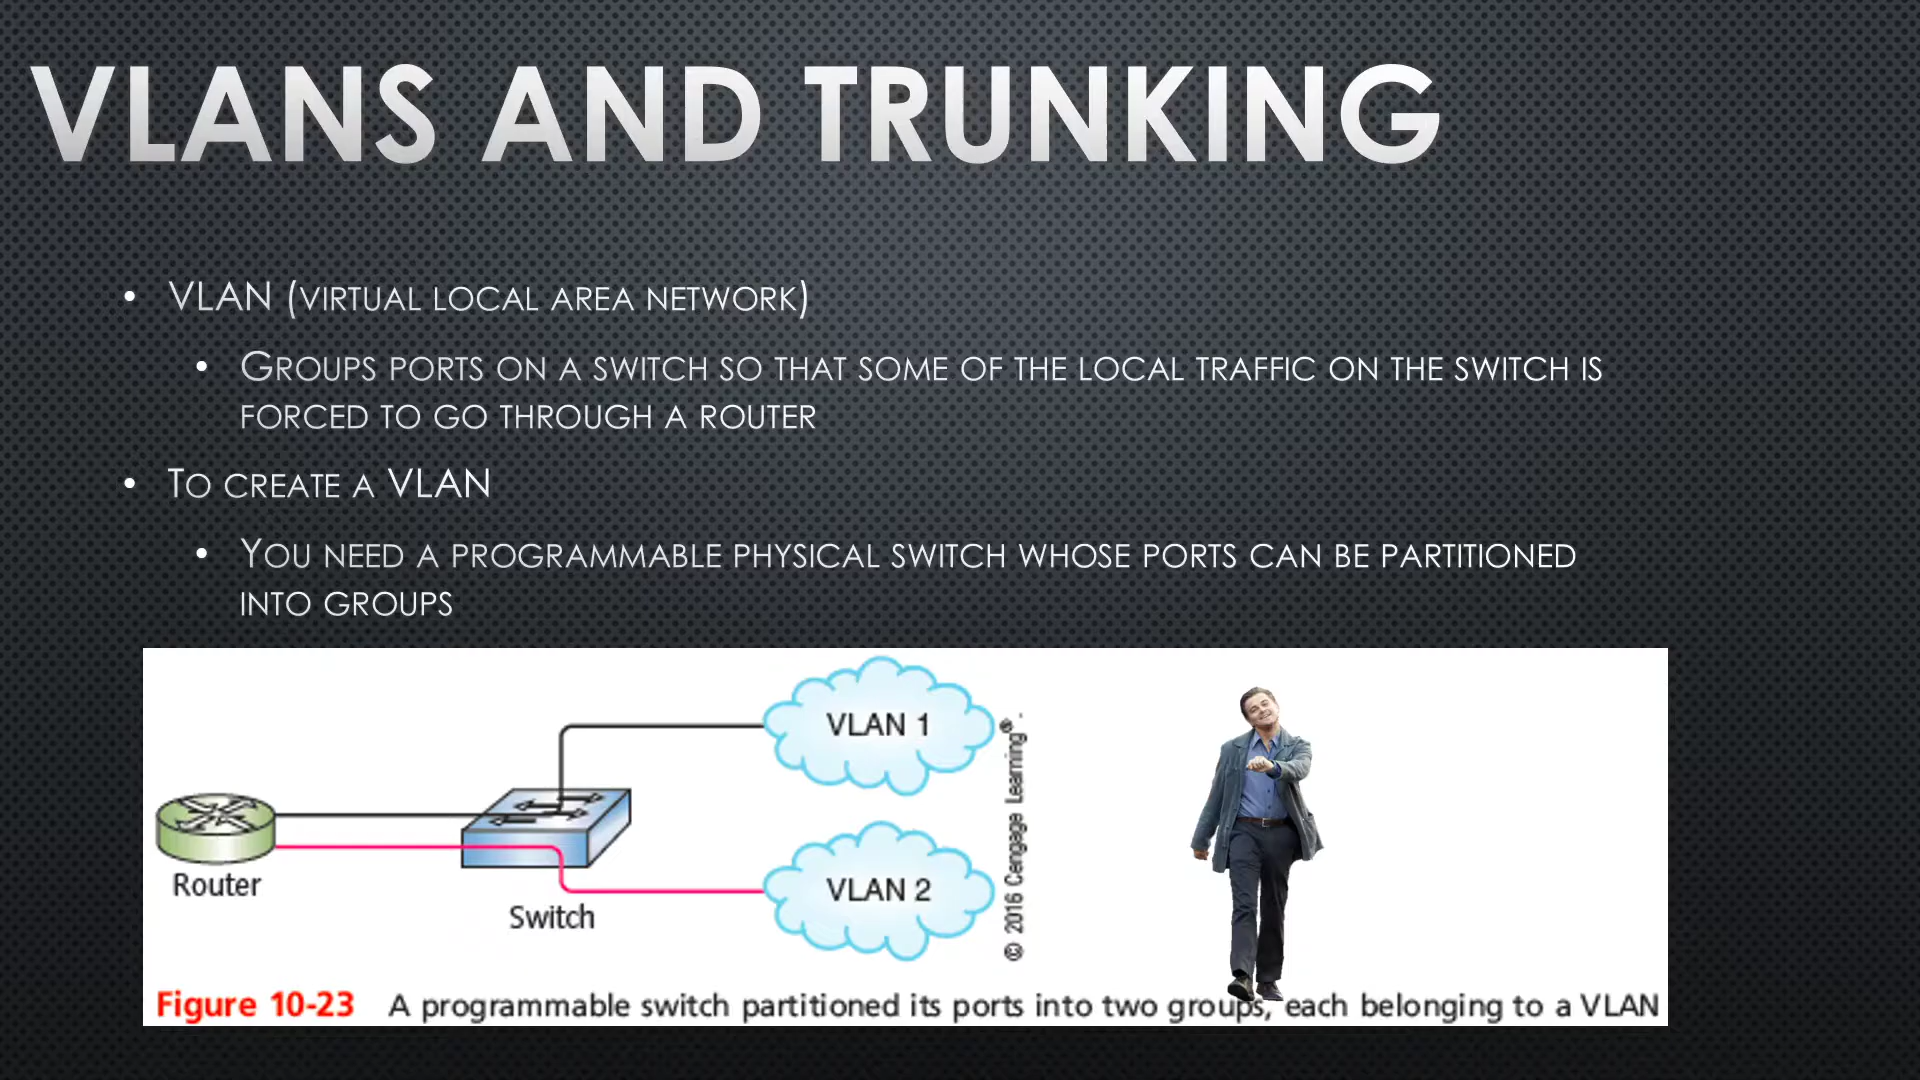 VLANS AND TRUNKING
• VLAN (VIRTUAL LOCAL AREA NETWORK)
• GROUPS PORTS ON A SWITCH SO THAT SOME OF THE LOCAL TRAFFIC ON THE SWITCH IS
FORCED TO GO THROUGH A ROUTER
• TO CREATE A VLAN
• YOU NEED A PROGRAMMABLE PHYSICAL SWITCH WHOSE PORTS CAN BE PARTITIONED
INTO GROUPS
VLAN 1
Router
Switch
VLAN 2
© 2016 Cengage Learning®.
Figure 10-23 A programmable switch partitioned its ports into two groups, each belonging to a VLAN